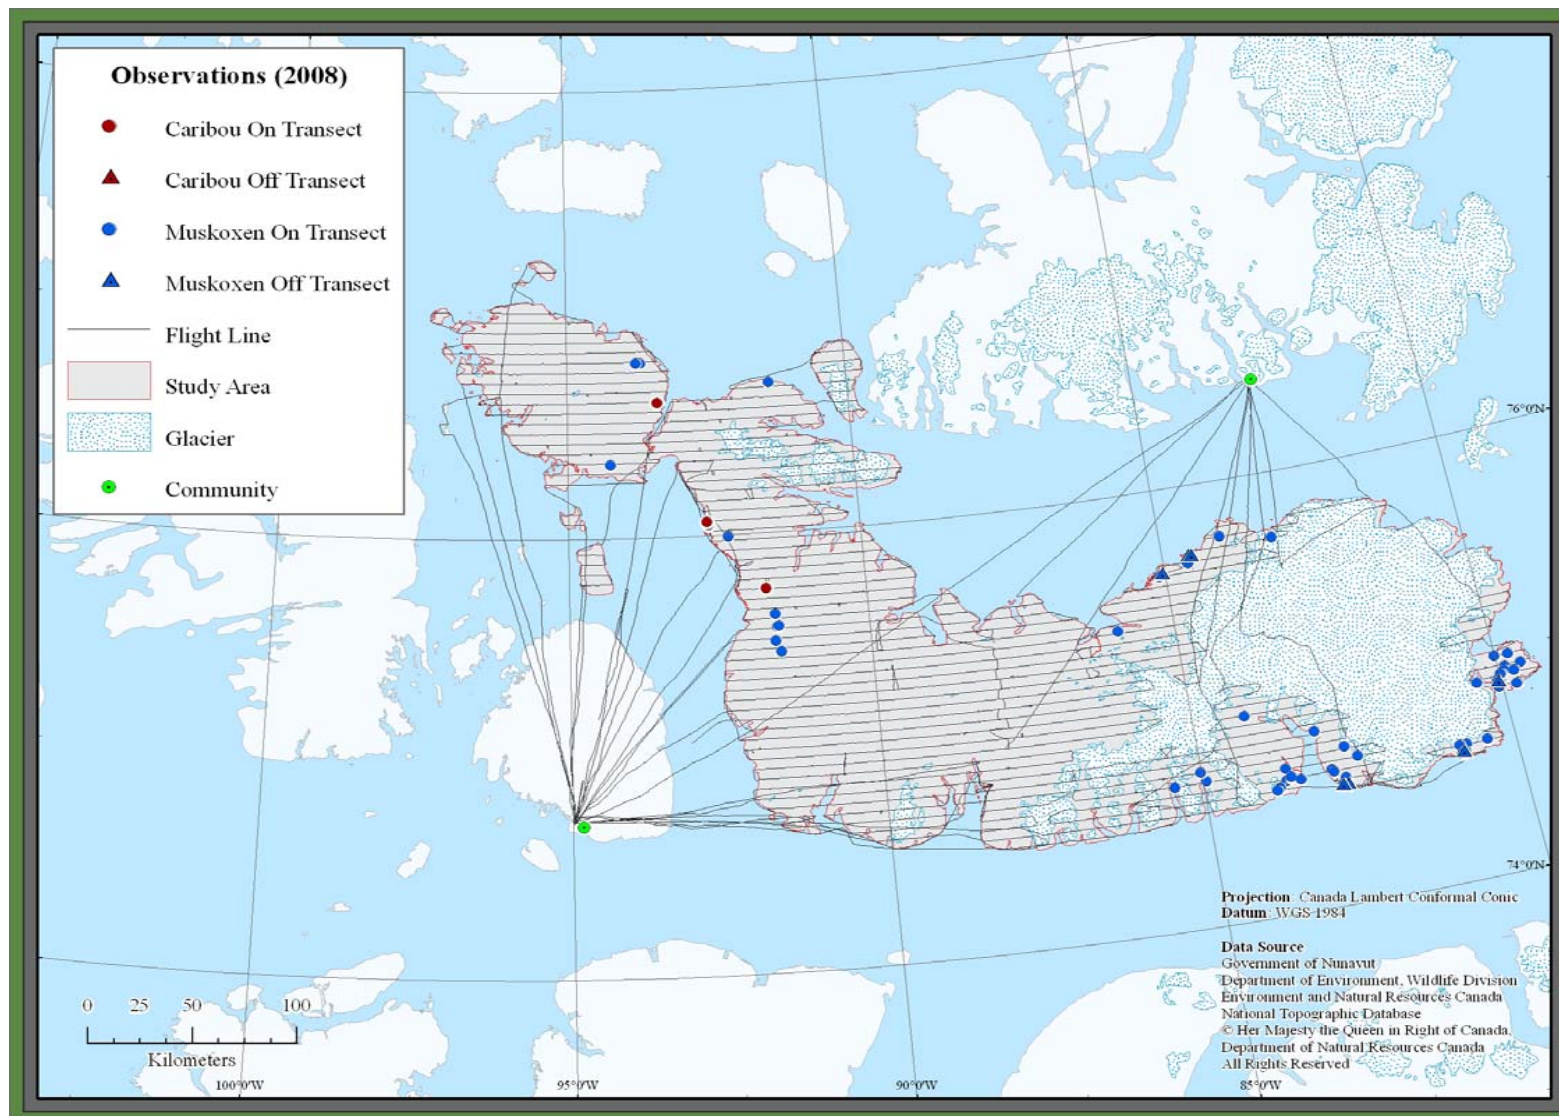 Observations (2008)
Caribou On Transect
Caribou Off Transect
Muskoxen On Transect
Muskoxen Off Transect
Flight Line
Study Area
Glacier
Community
76°0'N
74°0'N
Projection: Canada Lambert Conformal Conic
Datum: WGS 1984
Data Source
Government of Nunavut
Department of Environment, Wildlife Division
Environment and Natural Resources Canada
National Topographic Database
© Her Majesty the Queen in Right of Canada,
Department of Natural Resources Canada
All Rights Reserved
0 25 50 100
Kilometers
100°0'W 95°0'W 90°0'W 85°0'W